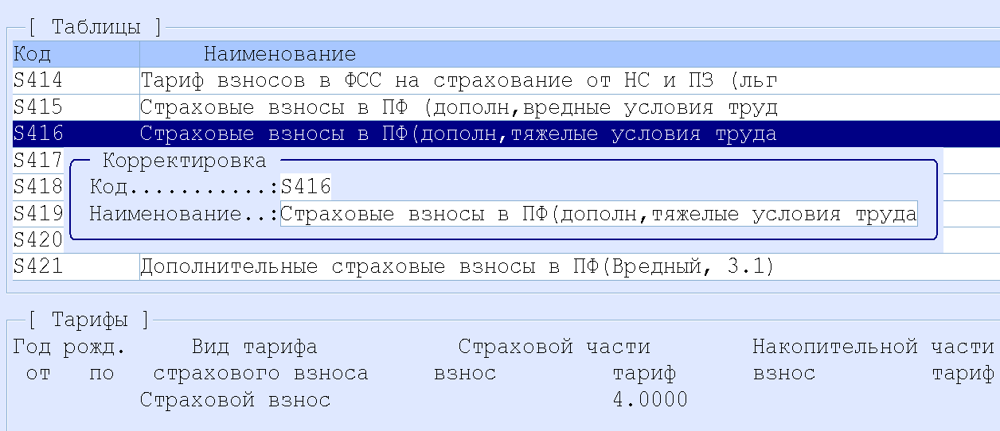 [ Таблицы ]
Код Наименование
S414 Тариф взносов в ФСС на страхование от НС и ПЗ (льг
S415 Страховые взносы в ПФ (дополн,вредные условия труд
S416 Страховые взносы в ПФ(дополн,тяжелые условия труда
S417
Корректировка
S418
Код...........:S416
S419
Наименование..:Страховые взносы в ПФ(дополн,тяжелые условия труда
S420
S421 Дополнительные страховые взносы в ПФ(Вредный, 3.1)
[ Тарифы ]
Год рожд. Вид тарифа Страховой части Накопительной части
от по страхового взноса взнос тариф взнос тариф
Страховой взнос 4.0000